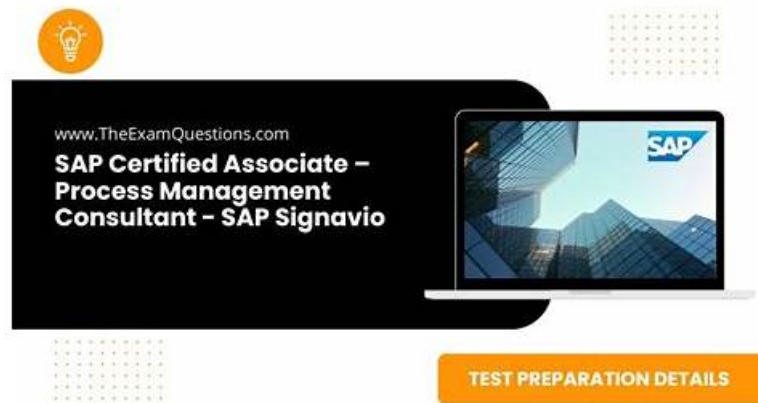 www.TheExamQuestions.com
SAP Certified Associate –
Process Management
Consultant - SAP Signavio
SAP
TEST PREPARATION DETAILS